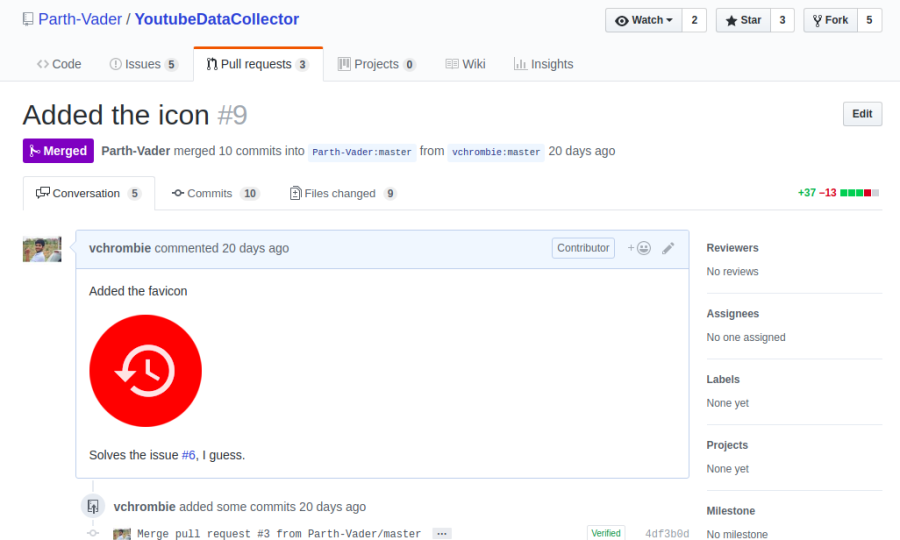 Parth-Vader / YoutubeDataCollector
Watch 2 Star 3 Fork 5
Code Issues 5 Pull requests 3 Projects 0 Wiki Insights
Added the icon #9
Edit
Merged Parth-Vader merged 10 commits into Parth-Vader:master from vchrombie:master 20 days ago
Conversation 5 Commits 10 Files changed 9
+37 −13
vchrombie commented 20 days ago
Contributor +
Added the favicon
Solves the issue #6, I guess.
vchrombie added some commits 20 days ago
Merge pull request #3 from Parth-Vader/master ... Verified 4df3b0d
Reviewers
No reviews
Assignees
No one assigned
Labels
None yet
Projects
None yet
Milestone
No milestone